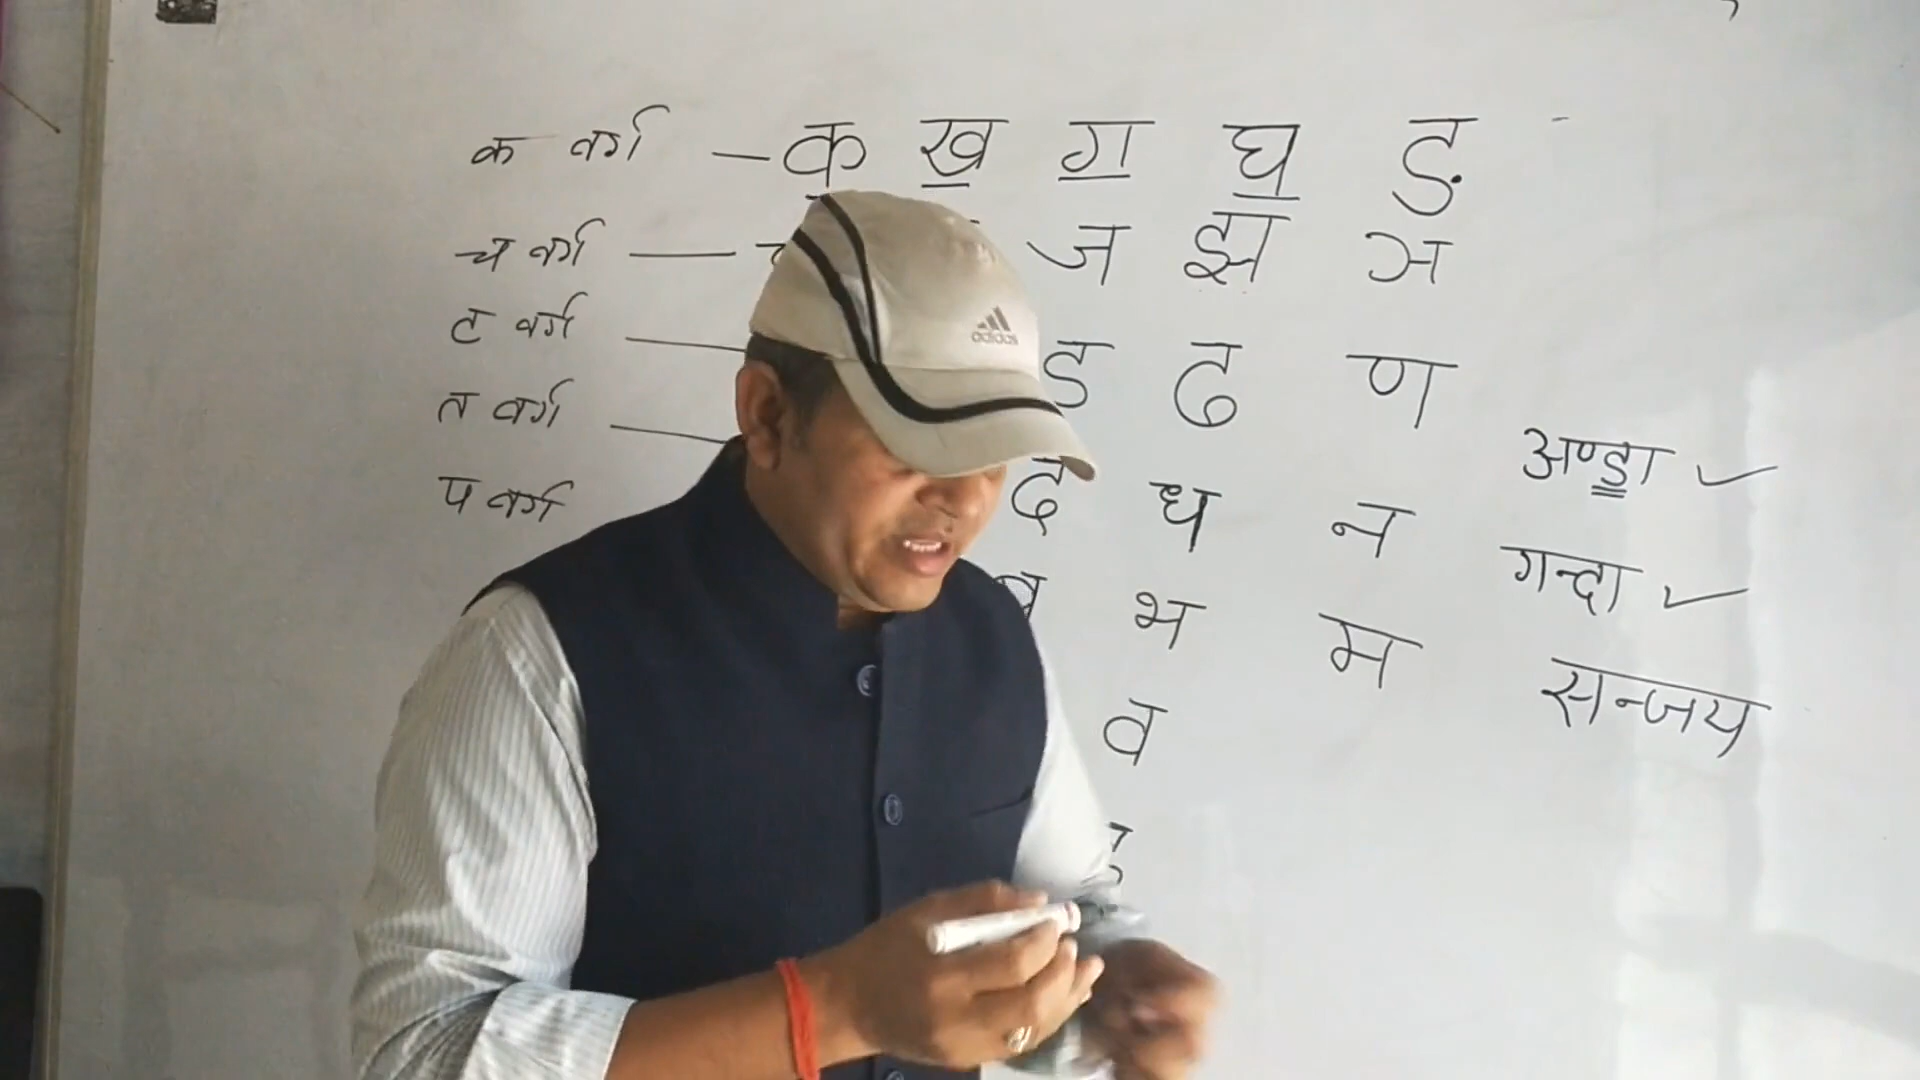 क वर्ग — क ख ग घ ङ
च वर्ग — ज झ ञ
ट वर्ग — ड ढ ण
त वर्ग — द ध न
प वर्ग ब भ म
व
अण्डा ✓
गन्दा ✓
सन्जय
adidas